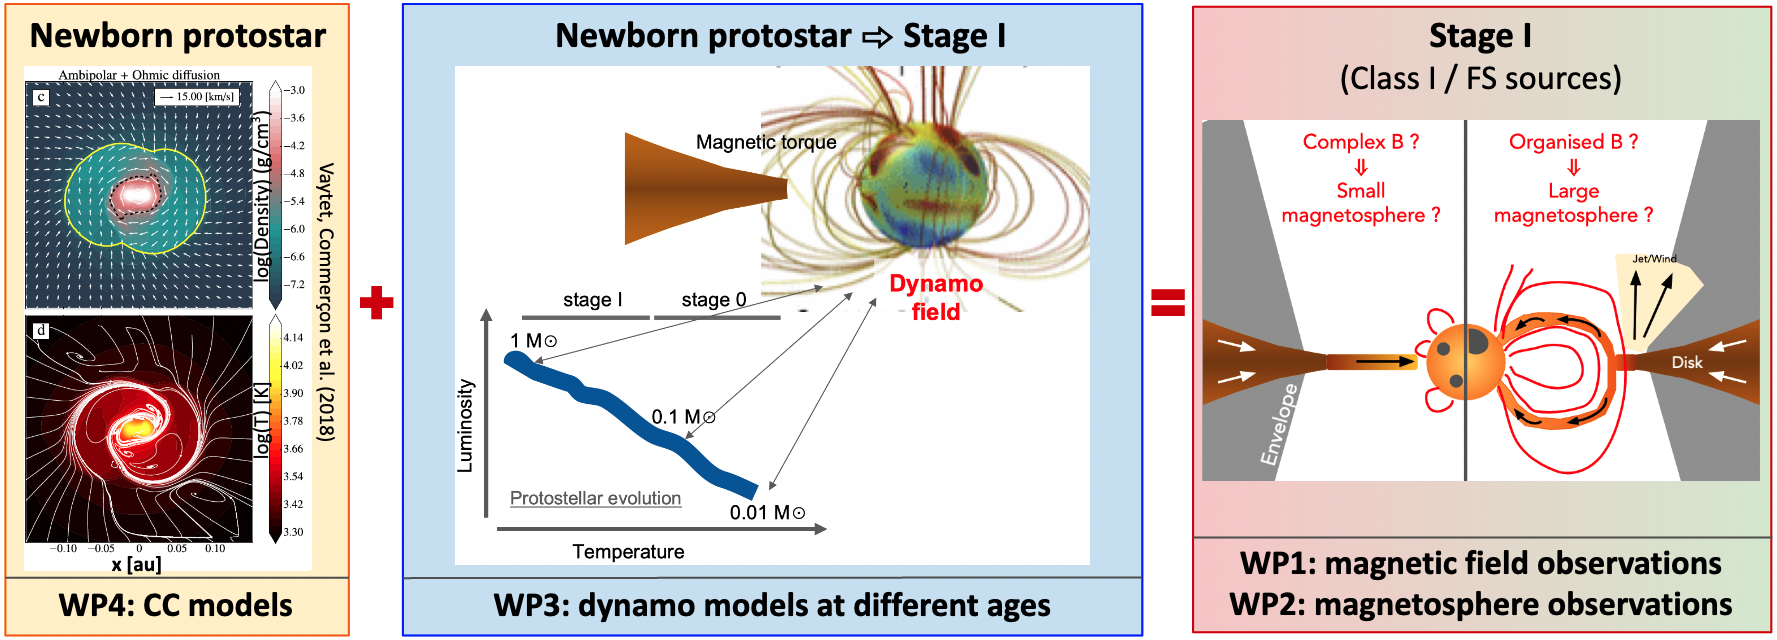 Newborn protostar
Ambipolar + Ohmic diffusion
c
→ 15.00 [km/s]
−3.0
−3.6
−4.2
−4.8
−5.4
−6.0
−6.6
−7.2
log(Density) (g/cm³)
Vaytet, Commerçon et al. (2018)
d
4.14
4.02
3.90
3.78
3.66
3.54
3.42
3.30
log(T) [K]
−0.10 −0.05 0 0.05 0.10
x [au]
WP4: CC models
+
Newborn protostar ⇨ Stage I
Magnetic torque
Dynamo
field
stage I stage 0
1 M⊙
0.1 M⊙
0.01 M⊙
Luminosity
Protostellar evolution
Temperature
WP3: dynamo models at different ages
=
Stage I
(Class I / FS sources)
Complex B ?
⇓
Small
magnetosphere ?
Organised B ?
⇓
Large
magnetosphere ?
Jet/Wind
Disk
Envelope
WP1: magnetic field observations
WP2: magnetosphere observations